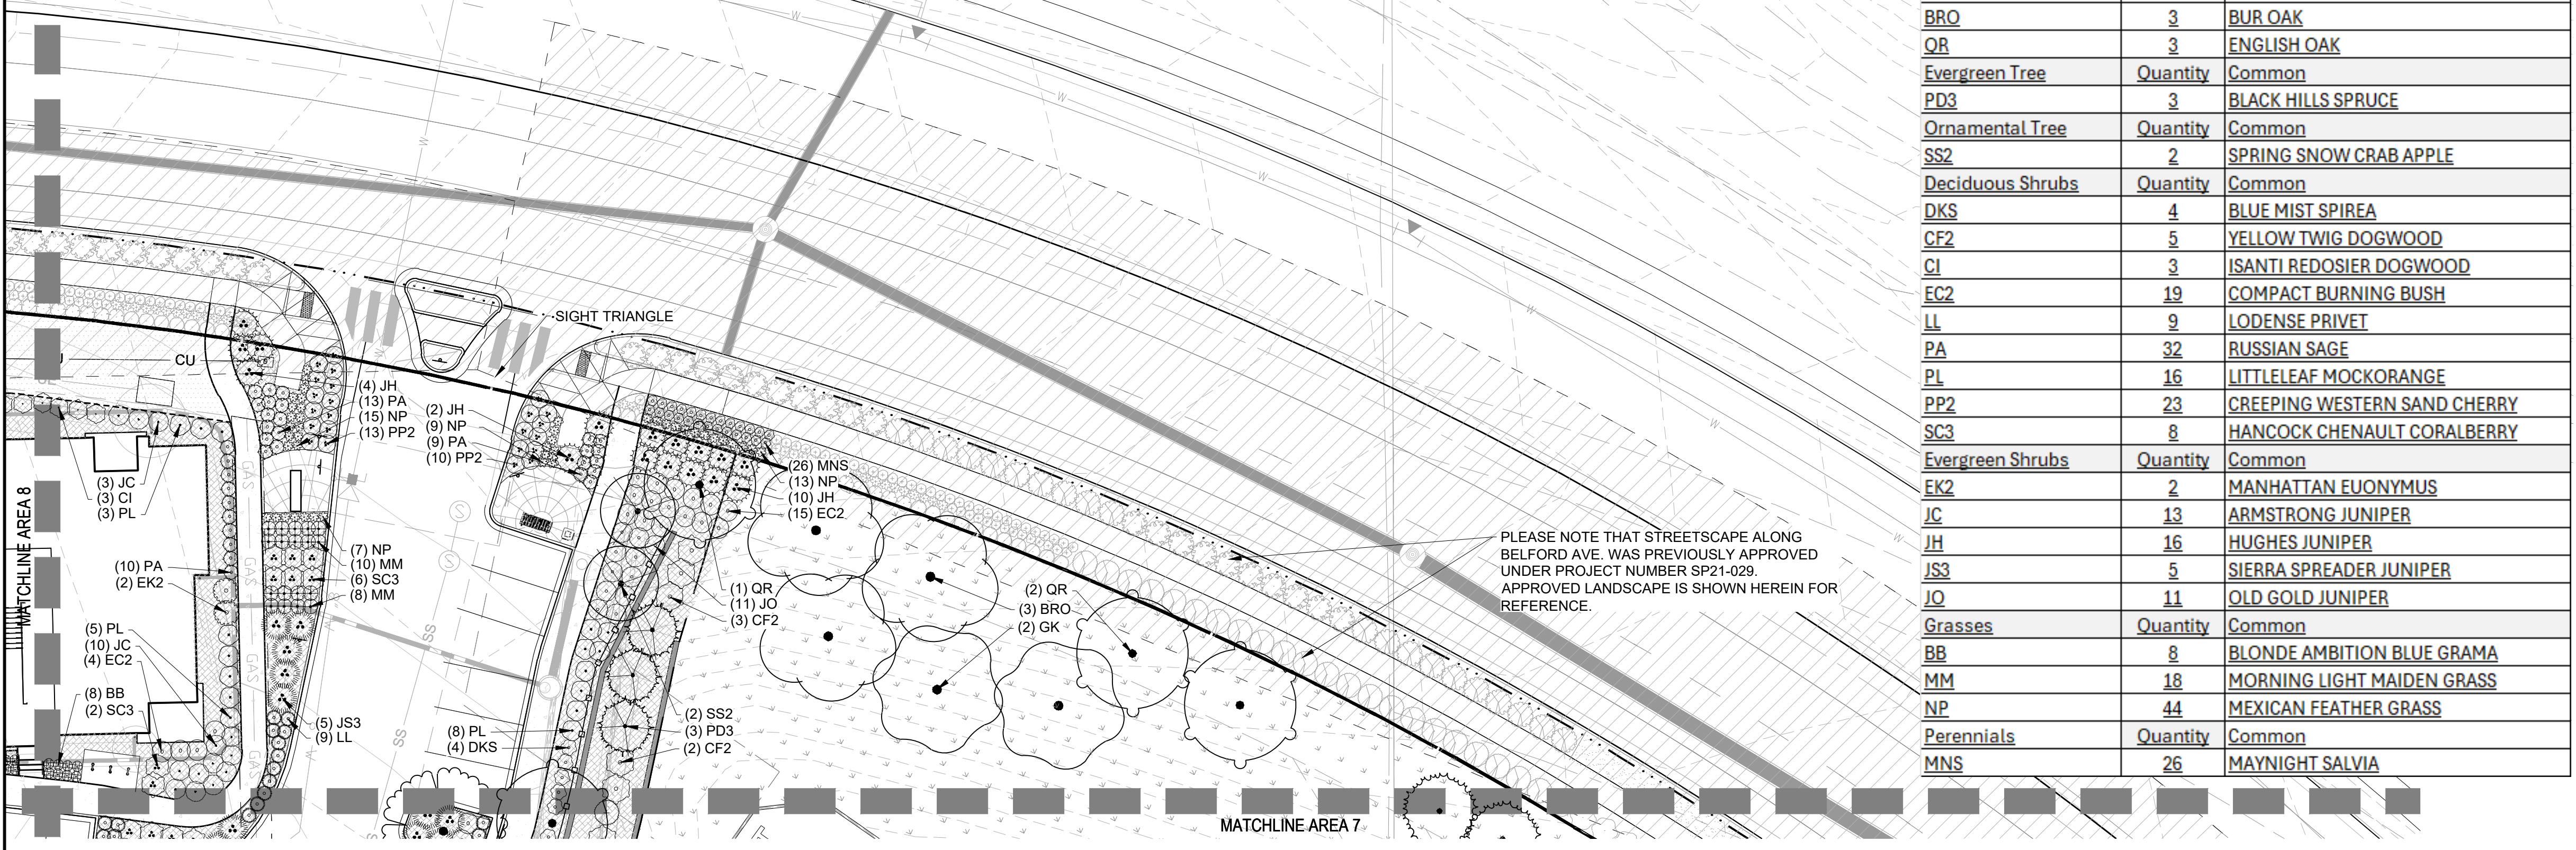 SIGHT TRIANGLE
CU
(4) JH
(13) PA
(15) NP
(13) PP2
(2) JH
(9) NP
(9) PA
(10) PP2
(3) JC
(3) CI
(3) PL
(26) MNS
(13) NP
(10) JH
(15) EC2
MATCHLINE AREA 8
(7) NP
(10) MM
(6) SC3
(8) MM
(10) PA
(2) EK2
(1) QR
(11) JO
(3) CF2
(2) QR
(3) BRO
(2) GK
PLEASE NOTE THAT STREETSCAPE ALONG
BELFORD AVE. WAS PREVIOUSLY APPROVED
UNDER PROJECT NUMBER SP21-029.
APPROVED LANDSCAPE IS SHOWN HEREIN FOR
REFERENCE.
(5) PL
(10) JC
(4) EC2
(8) BB
(2) SC3
(5) JS3
(9) LL
(8) PL
(4) DKS
(2) SS2
(3) PD3
(2) CF2
GAS
GAS
GAS
GAS
SS
SS
S
S
W
W
W
W
W
W
MATCHLINE AREA 7
BRO 3 BUR OAK
QR 3 ENGLISH OAK
Evergreen Tree Quantity Common
PD3 3 BLACK HILLS SPRUCE
Ornamental Tree Quantity Common
SS2 2 SPRING SNOW CRAB APPLE
Deciduous Shrubs Quantity Common
DKS 4 BLUE MIST SPIREA
CF2 5 YELLOW TWIG DOGWOOD
CI 3 ISANTI REDOSIER DOGWOOD
EC2 19 COMPACT BURNING BUSH
LL 9 LODENSE PRIVET
PA 32 RUSSIAN SAGE
PL 16 LITTLELEAF MOCKORANGE
PP2 23 CREEPING WESTERN SAND CHERRY
SC3 8 HANCOCK CHENAULT CORALBERRY
Evergreen Shrubs Quantity Common
EK2 2 MANHATTAN EUONYMUS
JC 13 ARMSTRONG JUNIPER
JH 16 HUGHES JUNIPER
JS3 5 SIERRA SPREADER JUNIPER
JO 11 OLD GOLD JUNIPER
Grasses Quantity Common
BB 8 BLONDE AMBITION BLUE GRAMA
MM 18 MORNING LIGHT MAIDEN GRASS
NP 44 MEXICAN FEATHER GRASS
Perennials Quantity Common
MNS 26 MAYNIGHT SALVIA